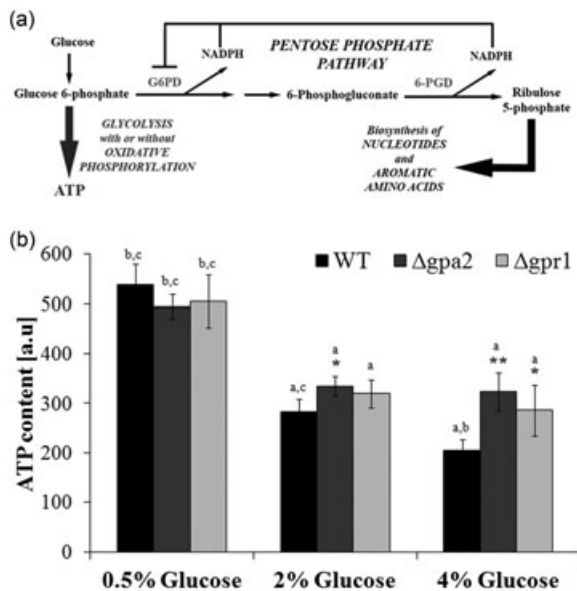 (a)
Glucose
NADPH
PENTOSE PHOSPHATE
PATHWAY
NADPH
G6PD
6-PGD
Glucose 6-phosphate
6-Phosphogluconate
Ribulose
5-phosphate
GLYCOLYSIS
with or without
OXIDATIVE
PHOSPHORYLATION
Biosynthesis of
NUCLEOTIDES
and
AROMATIC
AMINO ACIDS
ATP
(b)
WT Δgpa2 Δgpr1
ATP content [a.u]
600
500
400
300
200
100
0
b,c b,c b,c
a,c a * a
a,b a ** a *
0.5% Glucose 2% Glucose 4% Glucose